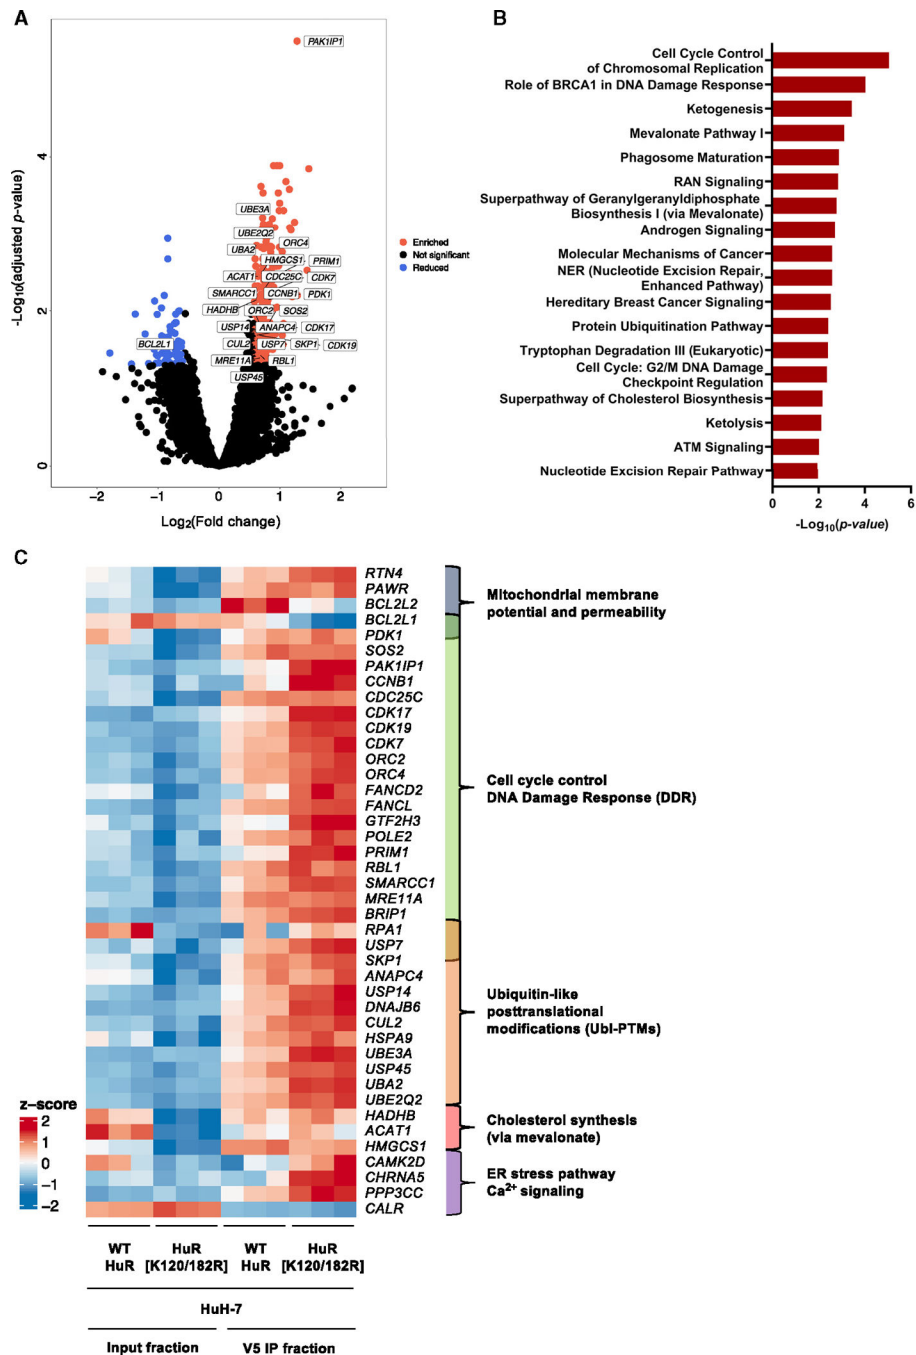 A
PAK1IP1
4
UBE3A
UBE2Q2
ORC4
UBA2
HMGCS1
PRIM1
ACAT1
CDC25C
CDK7
SMARCC1
CCNB1
PDK1
HADHB
ORC2
SOS2
2
USP14
ANAPC4
CDK17
BCL2L1
CUL2
USP7
SKP1
CDK19
MRE11A
RBL1
USP45
0
-Log10(adjusted p-value)
−2
−1
0
1
2
Log2(Fold change)
Enriched
Not significant
Reduced
B
Cell Cycle Control
of Chromosomal Replication
Role of BRCA1 in DNA Damage Response
Ketogenesis
Mevalonate Pathway I
Phagosome Maturation
RAN Signaling
Superpathway of Geranylgeranyldiphosphate
Biosynthesis I (via Mevalonate)
Androgen Signaling
Molecular Mechanisms of Cancer
NER (Nucleotide Excision Repair,
Enhanced Pathway)
Hereditary Breast Cancer Signaling
Protein Ubiquitination Pathway
Tryptophan Degradation III (Eukaryotic)
Cell Cycle: G2/M DNA Damage
Checkpoint Regulation
Superpathway of Cholesterol Biosynthesis
Ketolysis
ATM Signaling
Nucleotide Excision Repair Pathway
0
2
4
6
-Log10(p-value)
C
RTN4
PAWR
BCL2L2
BCL2L1
PDK1
SOS2
PAK1IP1
CCNB1
CDC25C
CDK17
CDK19
CDK7
ORC2
ORC4
FANCD2
FANCL
GTF2H3
POLE2
PRIM1
RBL1
SMARCC1
MRE11A
BRIP1
RPA1
USP7
SKP1
ANAPC4
USP14
DNAJB6
CUL2
HSPA9
UBE3A
USP45
UBA2
UBE2Q2
HADHB
ACAT1
HMGCS1
CAMK2D
CHRNA5
PPP3CC
CALR
Mitochondrial membrane
potential and permeability
Cell cycle control
DNA Damage Response (DDR)
Ubiquitin-like
posttranslational
modifications (Ubl-PTMs)
Cholesterol synthesis
(via mevalonate)
ER stress pathway
Ca2+ signaling
z−score
2
1
0
−1
−2
WT
HuR
HuR
[K120/182R]
WT
HuR
HuR
[K120/182R]
HuH-7
Input fraction
V5 IP fraction